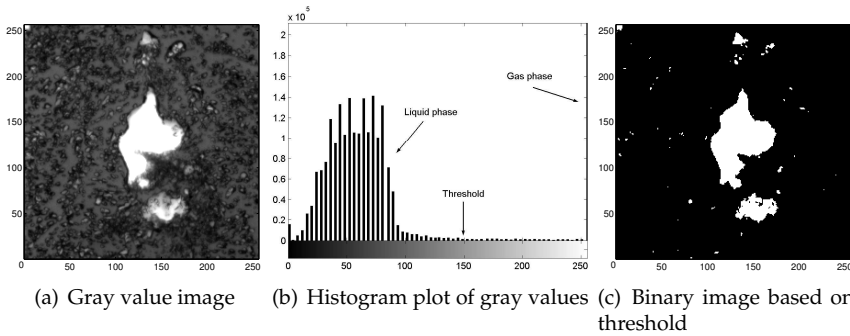 250
200
150
100
50
0
0 50 100 150 200 250
x 10^5
2
1.8
1.6
1.4
1.2
1
0.8
0.6
0.4
0.2
0
0 50 100 150 200 250
Gas phase
Liquid phase
Threshold
250
200
150
100
50
0
0 50 100 150 200 250
(a) Gray value image
(b) Histogram plot of gray values
(c) Binary image based on
threshold